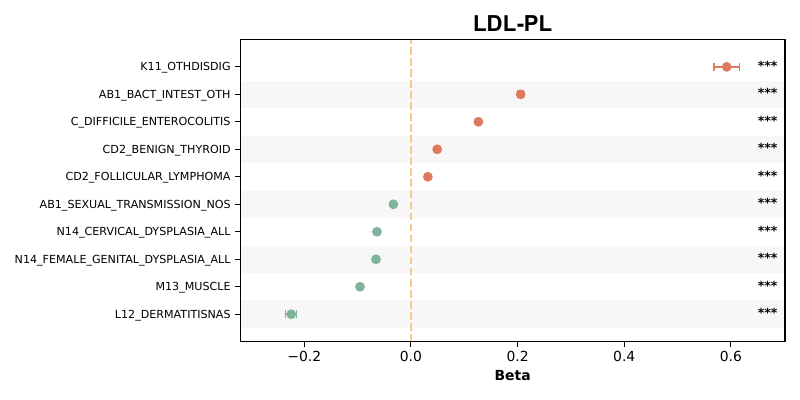 LDL-PL
K11_OTHDISDIG ***
AB1_BACT_INTEST_OTH ***
C_DIFFICILE_ENTEROCOLITIS ***
CD2_BENIGN_THYROID ***
CD2_FOLLICULAR_LYMPHOMA ***
AB1_SEXUAL_TRANSMISSION_NOS ***
N14_CERVICAL_DYSPLASIA_ALL ***
N14_FEMALE_GENITAL_DYSPLASIA_ALL ***
M13_MUSCLE ***
L12_DERMATITISNAS ***
−0.2 0.0 0.2 0.4 0.6
Beta